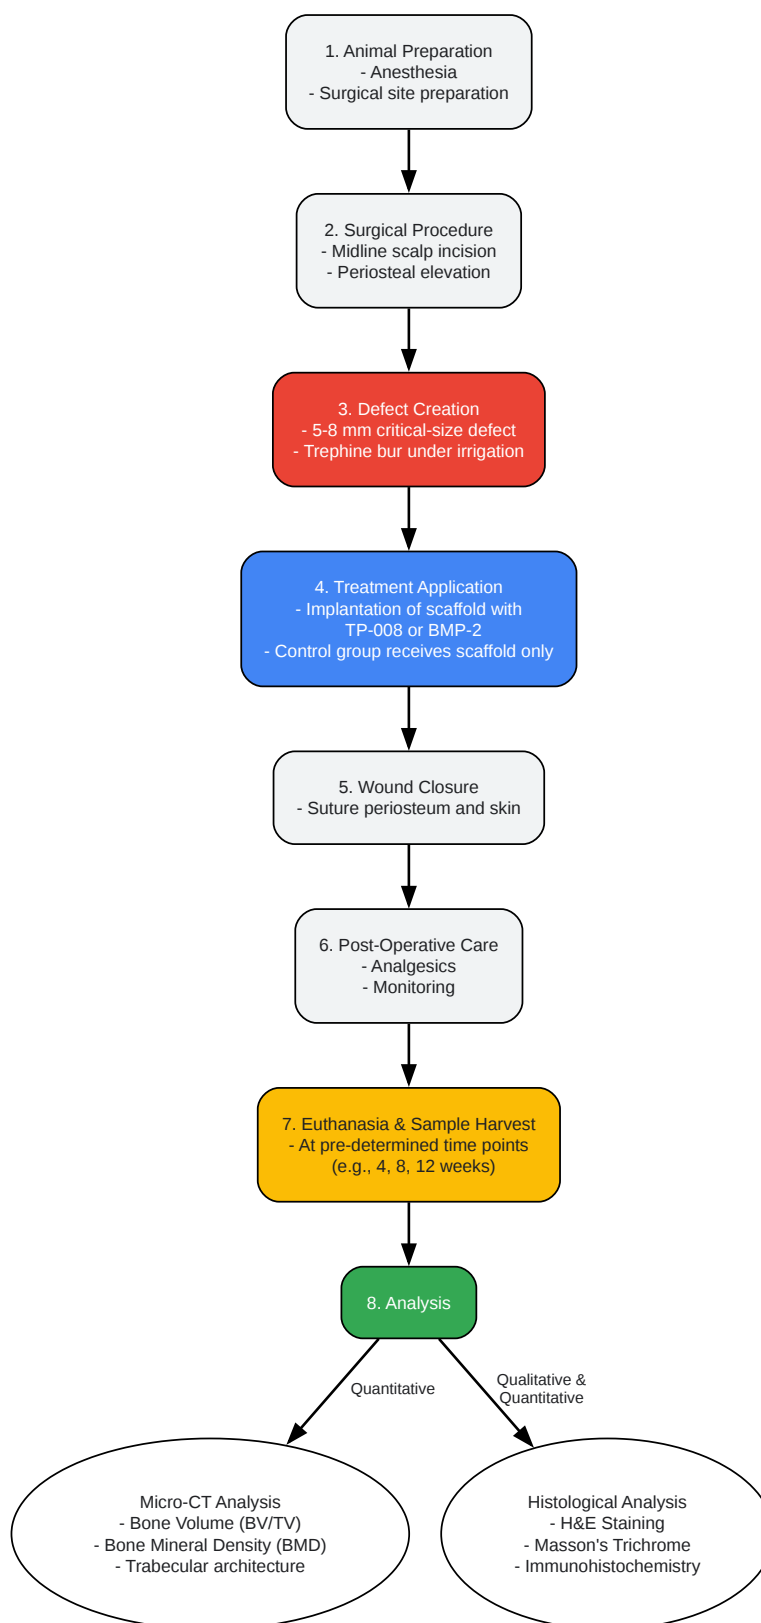 1. Animal Preparation
- Anesthesia
- Surgical site preparation
2. Surgical Procedure
- Midline scalp incision
- Periosteal elevation
3. Defect Creation
- 5-8 mm critical-size defect
- Trephine bur under irrigation
4. Treatment Application
- Implantation of scaffold with
TP-008 or BMP-2
- Control group receives scaffold only
5. Wound Closure
- Suture periosteum and skin
6. Post-Operative Care
- Analgesics
- Monitoring
7. Euthanasia & Sample Harvest
- At pre-determined time points
(e.g., 4, 8, 12 weeks)
8. Analysis
Quantitative
Qualitative &
Quantitative
Micro-CT Analysis
- Bone Volume (BV/TV)
- Bone Mineral Density (BMD)
- Trabecular architecture
Histological Analysis
- H&E Staining
- Masson's Trichrome
- Immunohistochemistry